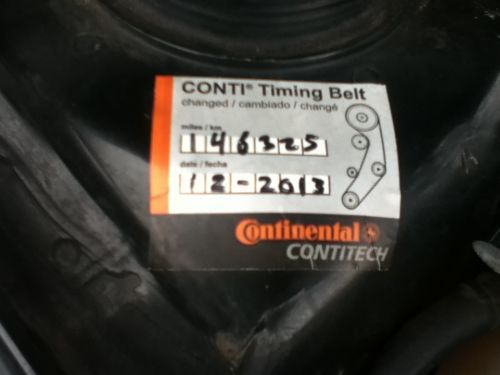 CONTI® Timing Belt
changed / cambiado / changé
miles / km
146325
date / fecha
12-2013
Continental
CONTITECH